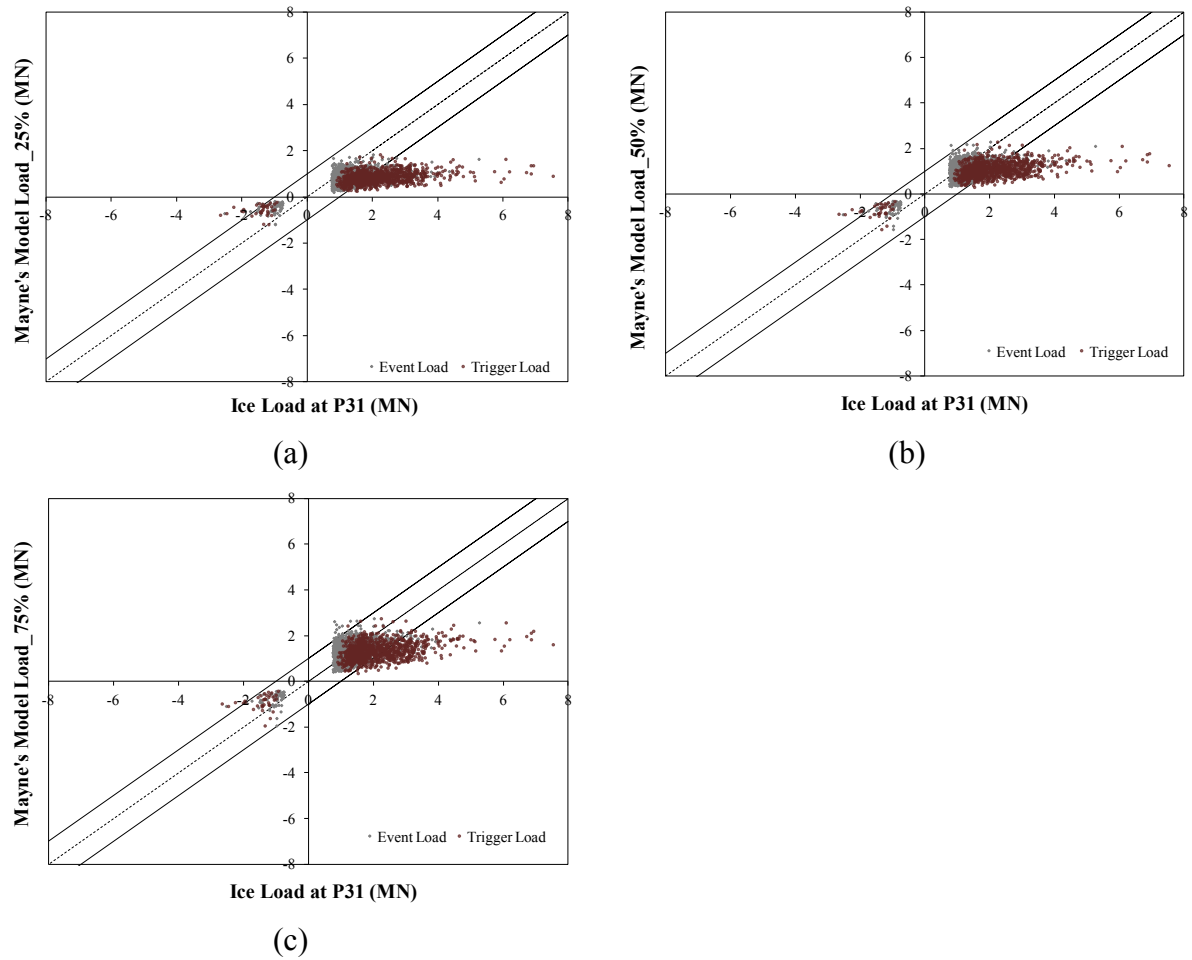 Mayne's Model Load_25% (MN)
8
6
4
2
0
-8 -6 -4 -2 0 2 4 6 8
-2
-4
-6
-8
Event Load Trigger Load
Ice Load at P31 (MN)
(a)
Mayne's Model Load_50% (MN)
8
6
4
2
0
-8 -6 -4 -2 0 2 4 6 8
-2
-4
-6
-8
Event Load Trigger Load
Ice Load at P31 (MN)
(b)
Mayne's Model Load_75% (MN)
8
6
4
2
0
-8 -6 -4 -2 0 2 4 6 8
-2
-4
-6
-8
Event Load Trigger Load
Ice Load at P31 (MN)
(c)